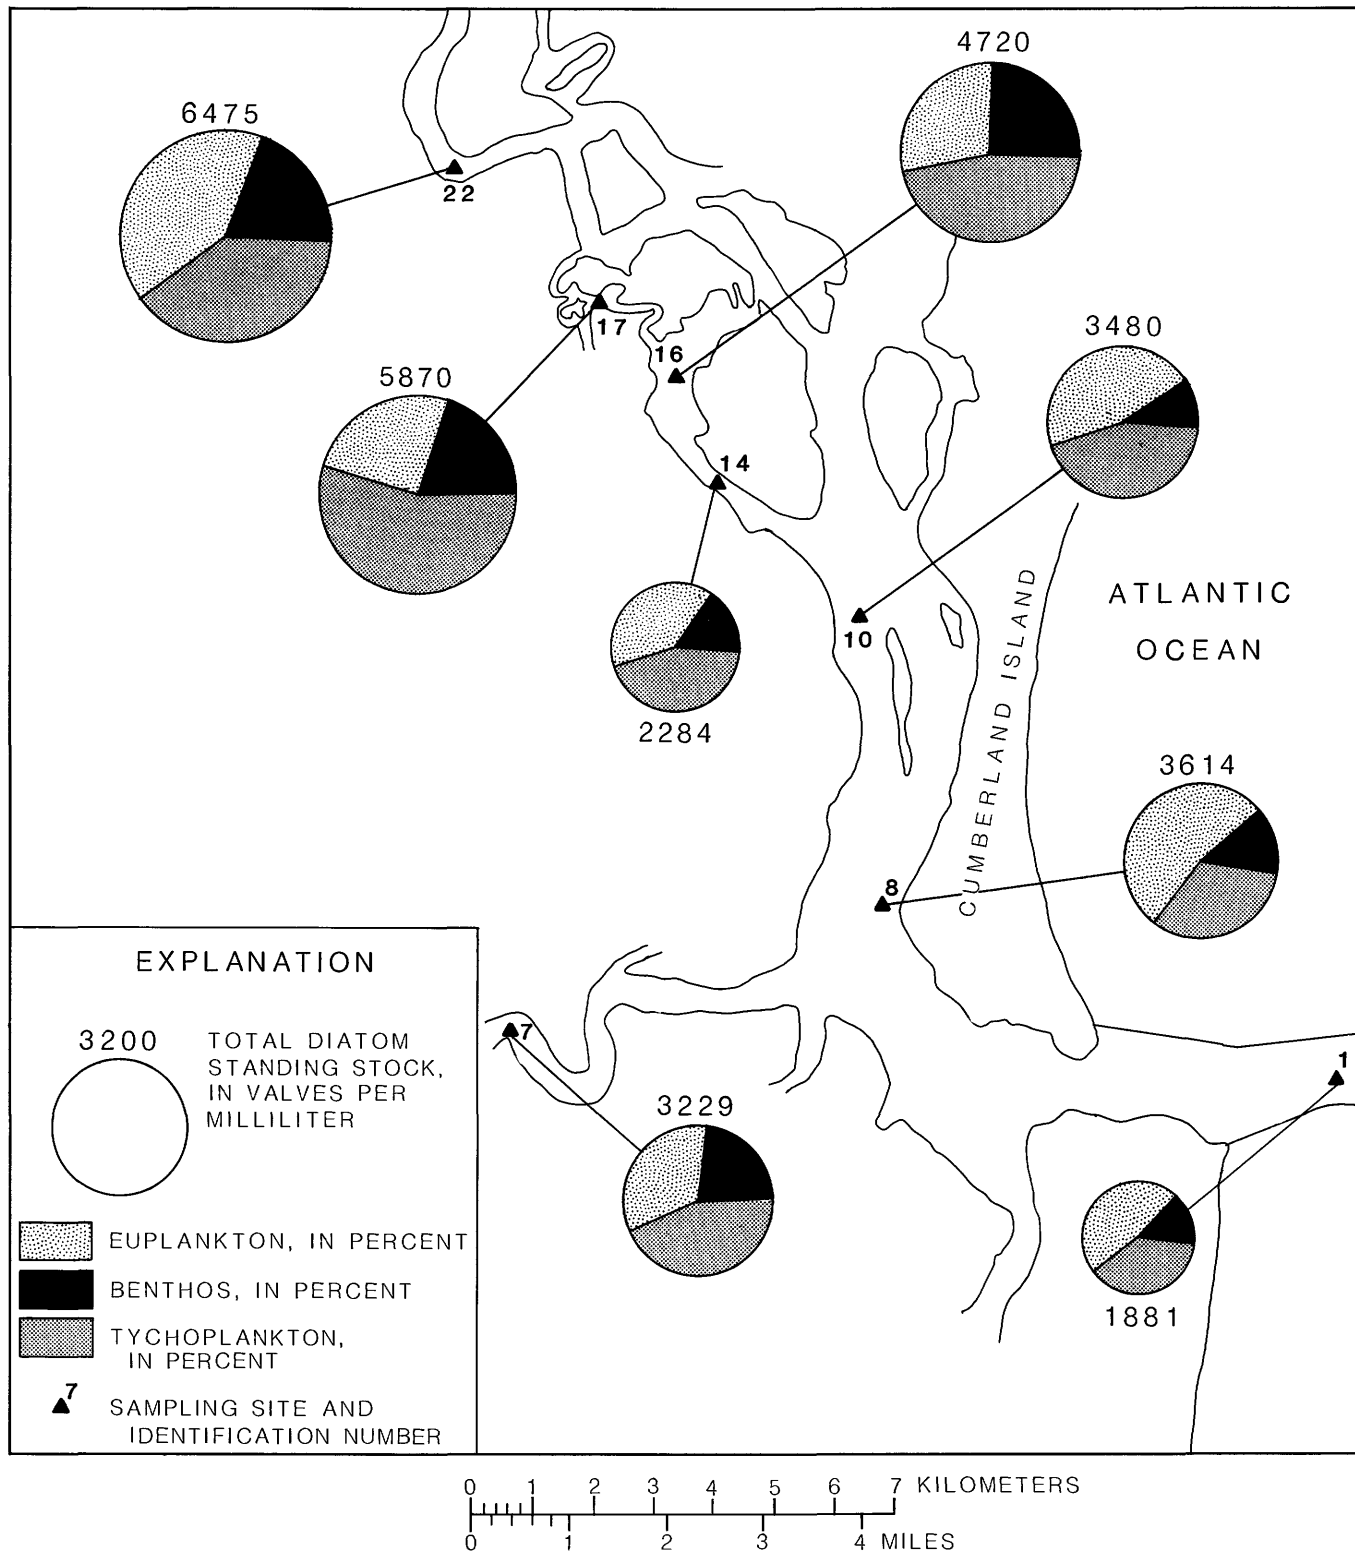 4720
6475
22
3480
17
16
5870
14
ATLANTIC
OCEAN
10
CUMBERLAND ISLAND
2284
3614
8
EXPLANATION
3200
TOTAL DIATOM
STANDING STOCK,
IN VALVES PER
MILLILITER
7
1
3229
EUPLANKTON, IN PERCENT
BENTHOS, IN PERCENT
1881
TYCHOPLANKTON,
IN PERCENT
7
SAMPLING SITE AND
IDENTIFICATION NUMBER
0 1 2 3 4 5 6 7 KILOMETERS
0 1 2 3 4 MILES